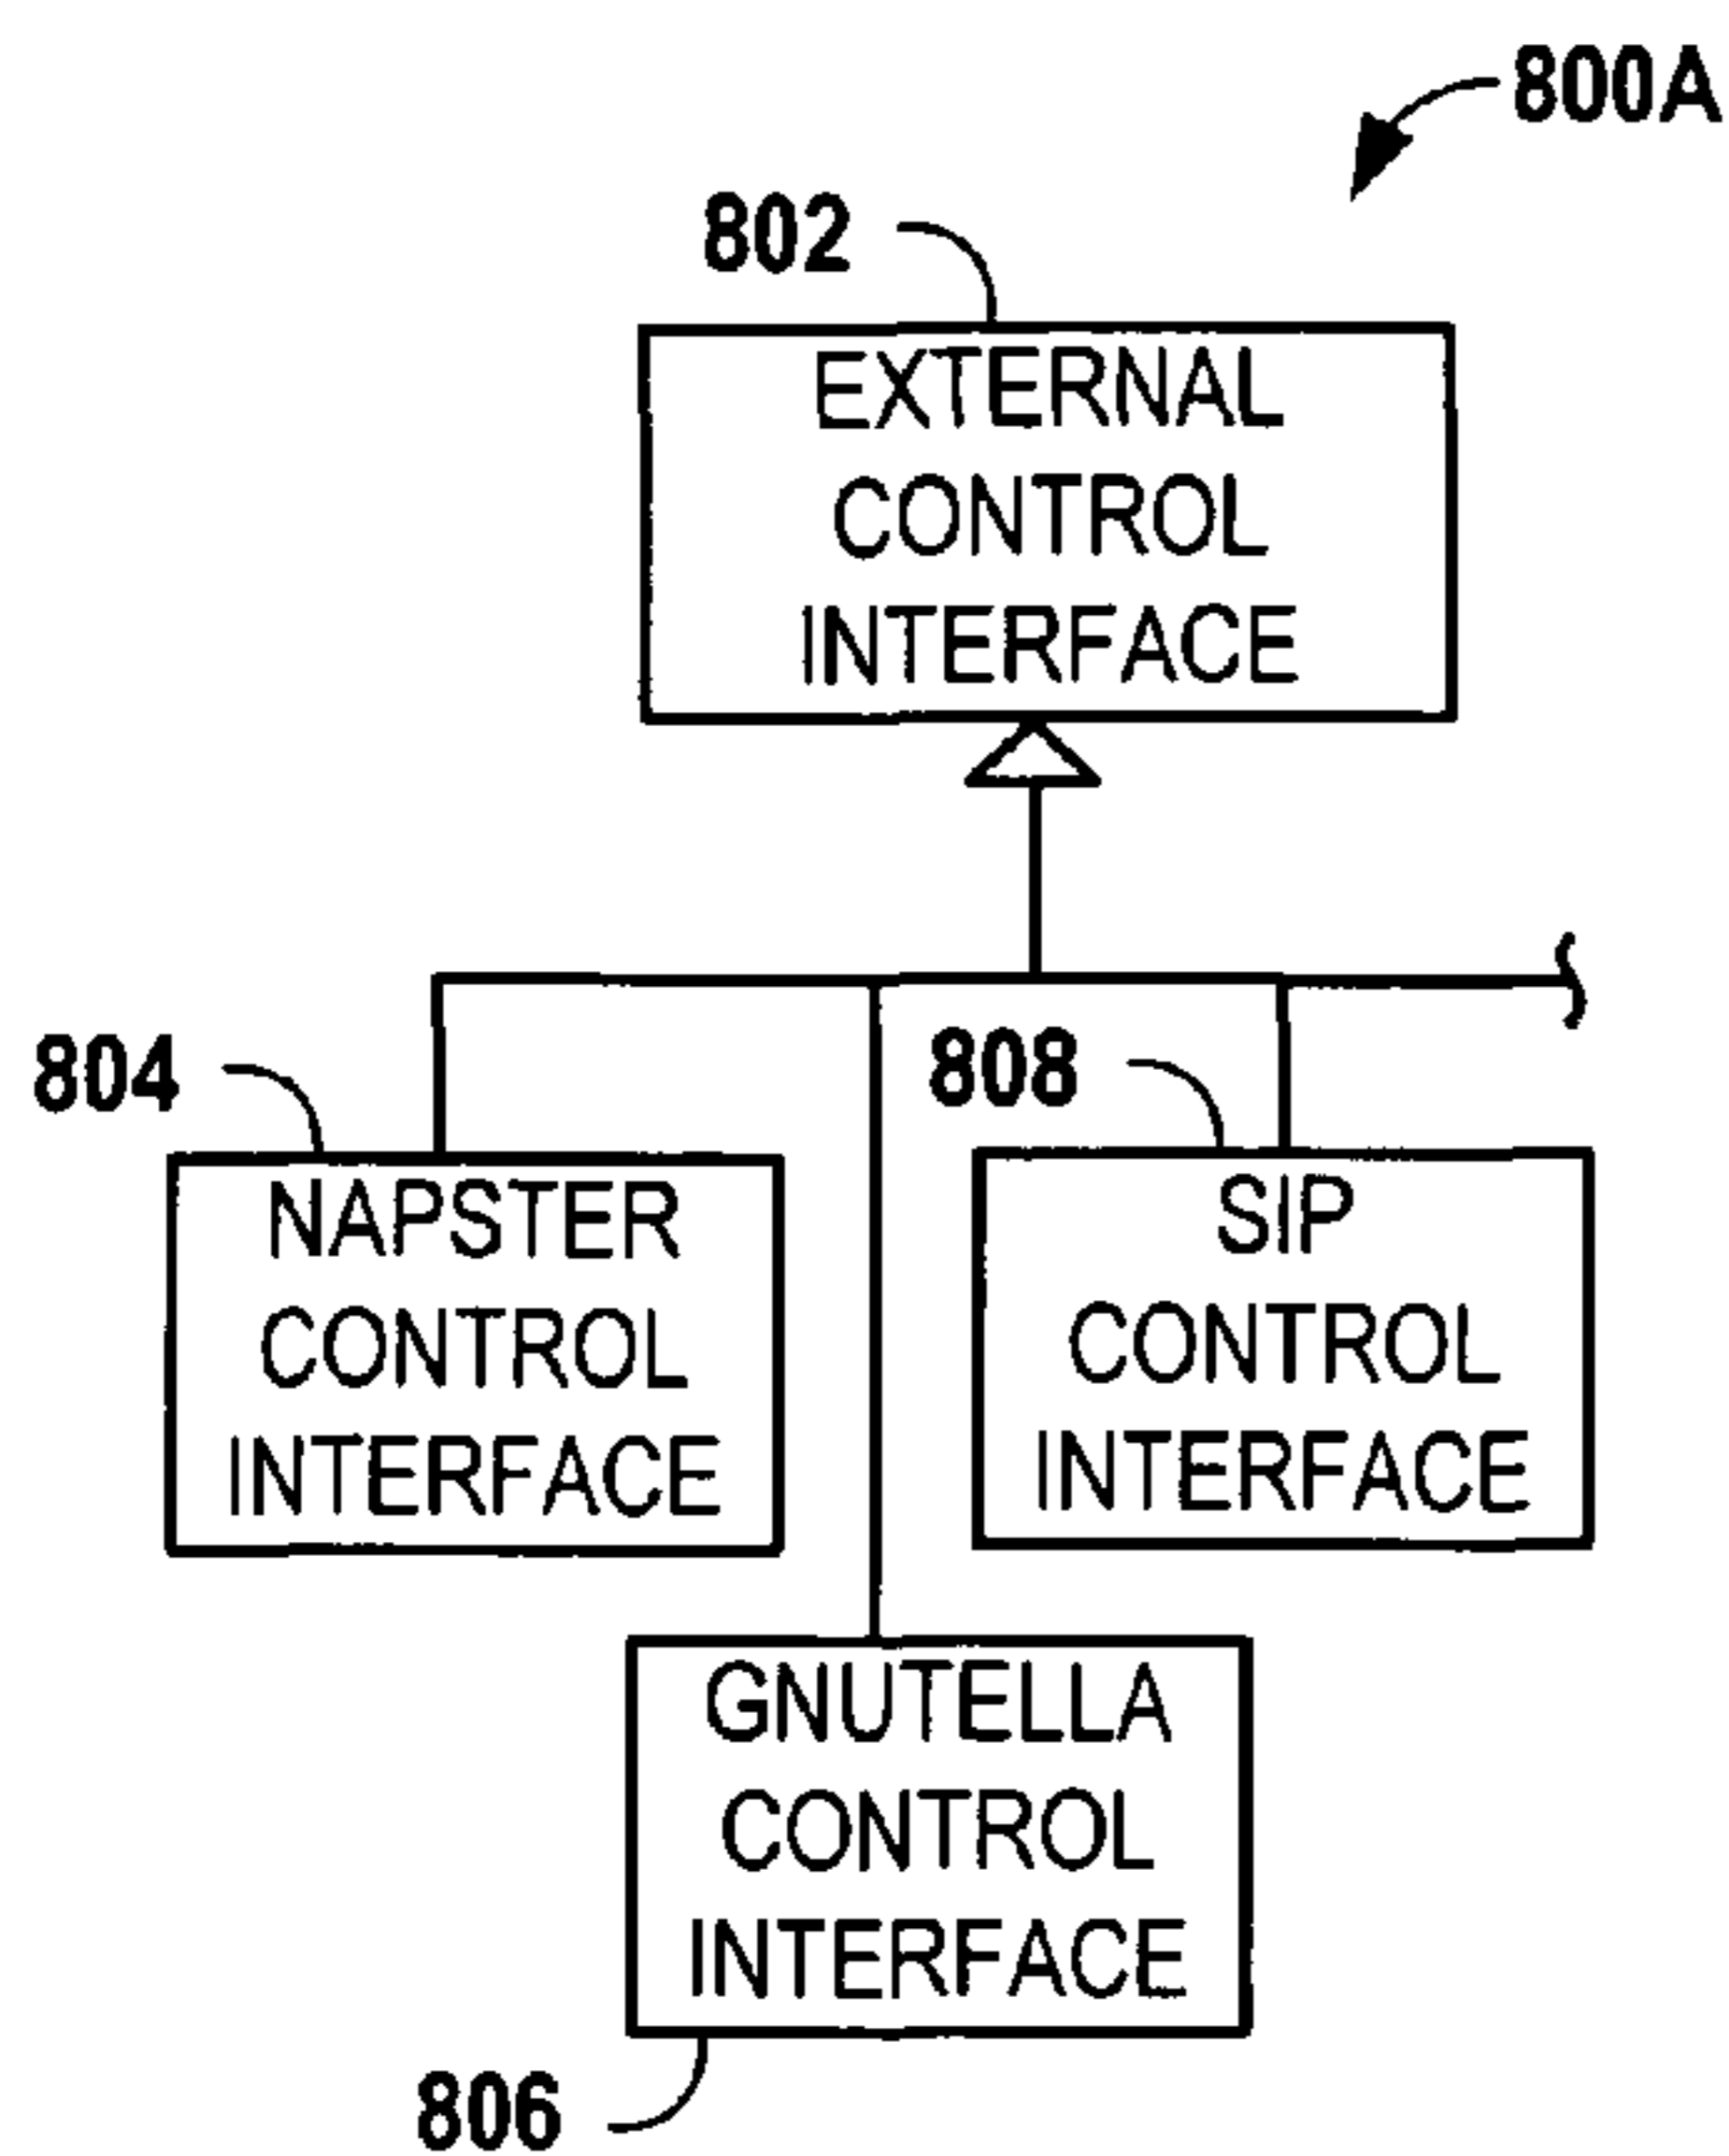 800A
802
EXTERNAL
CONTROL
INTERFACE
804
NAPSTER
CONTROL
INTERFACE
808
SIP
CONTROL
INTERFACE
GNUTELLA
CONTROL
INTERFACE
806